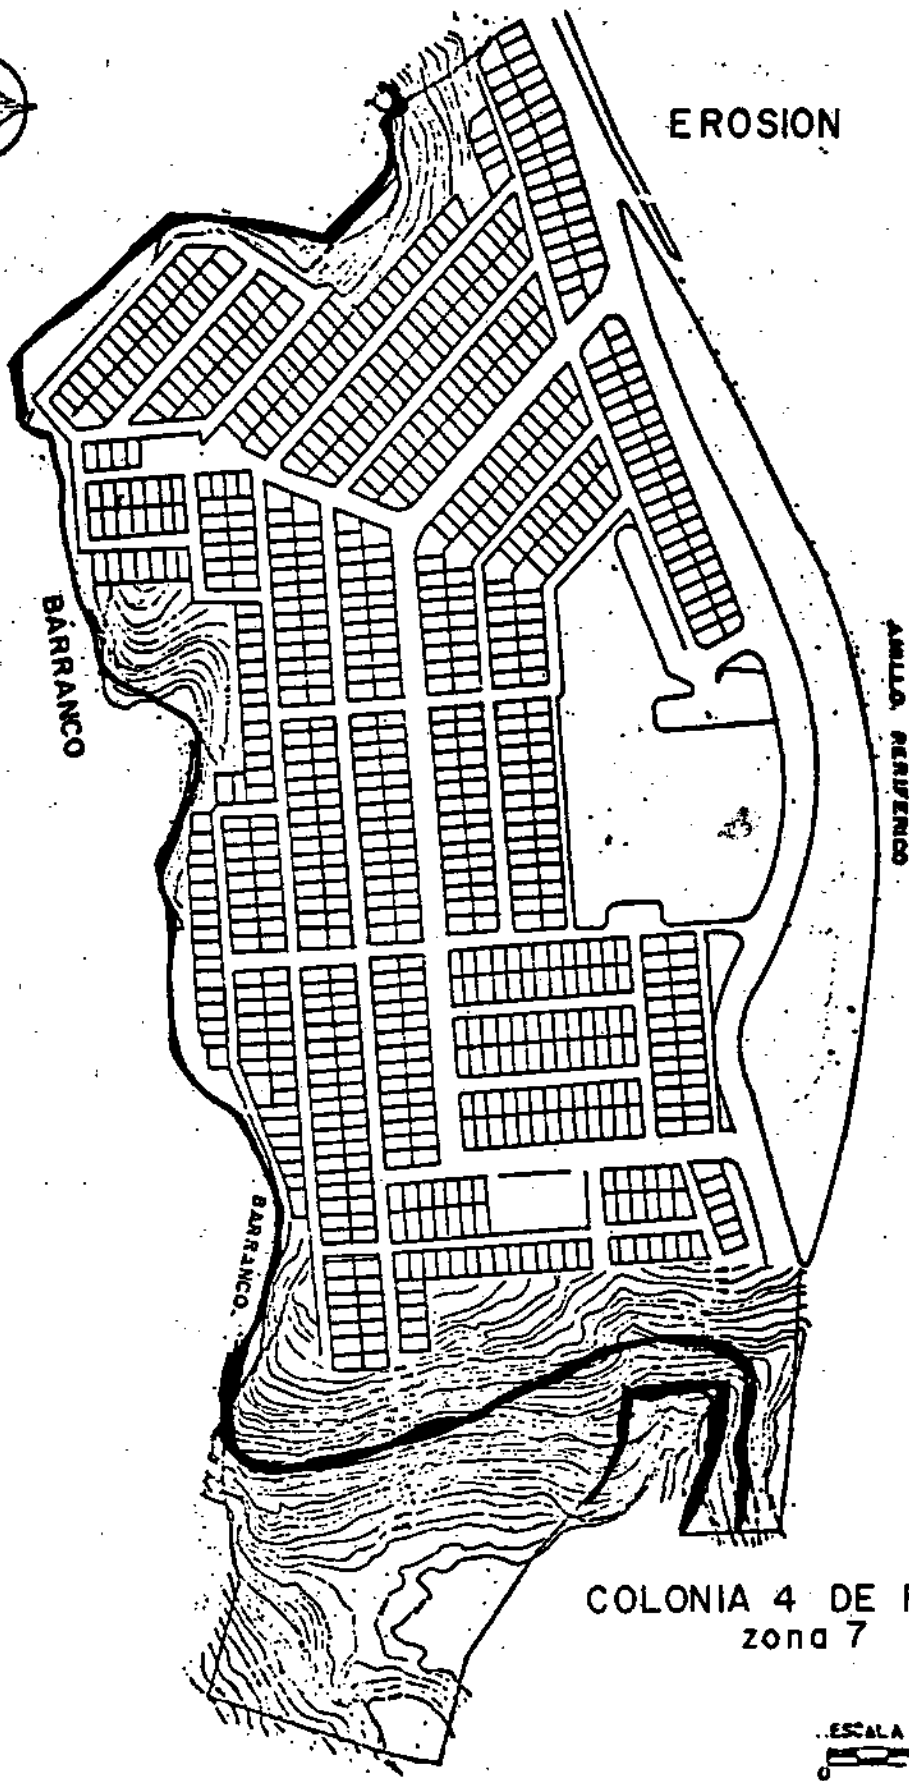 EROSION
ANILLO PERIFERICO
BARRANCO
BARRANCO.
COLONIA 4 DE
zona 7
ESCALA
0